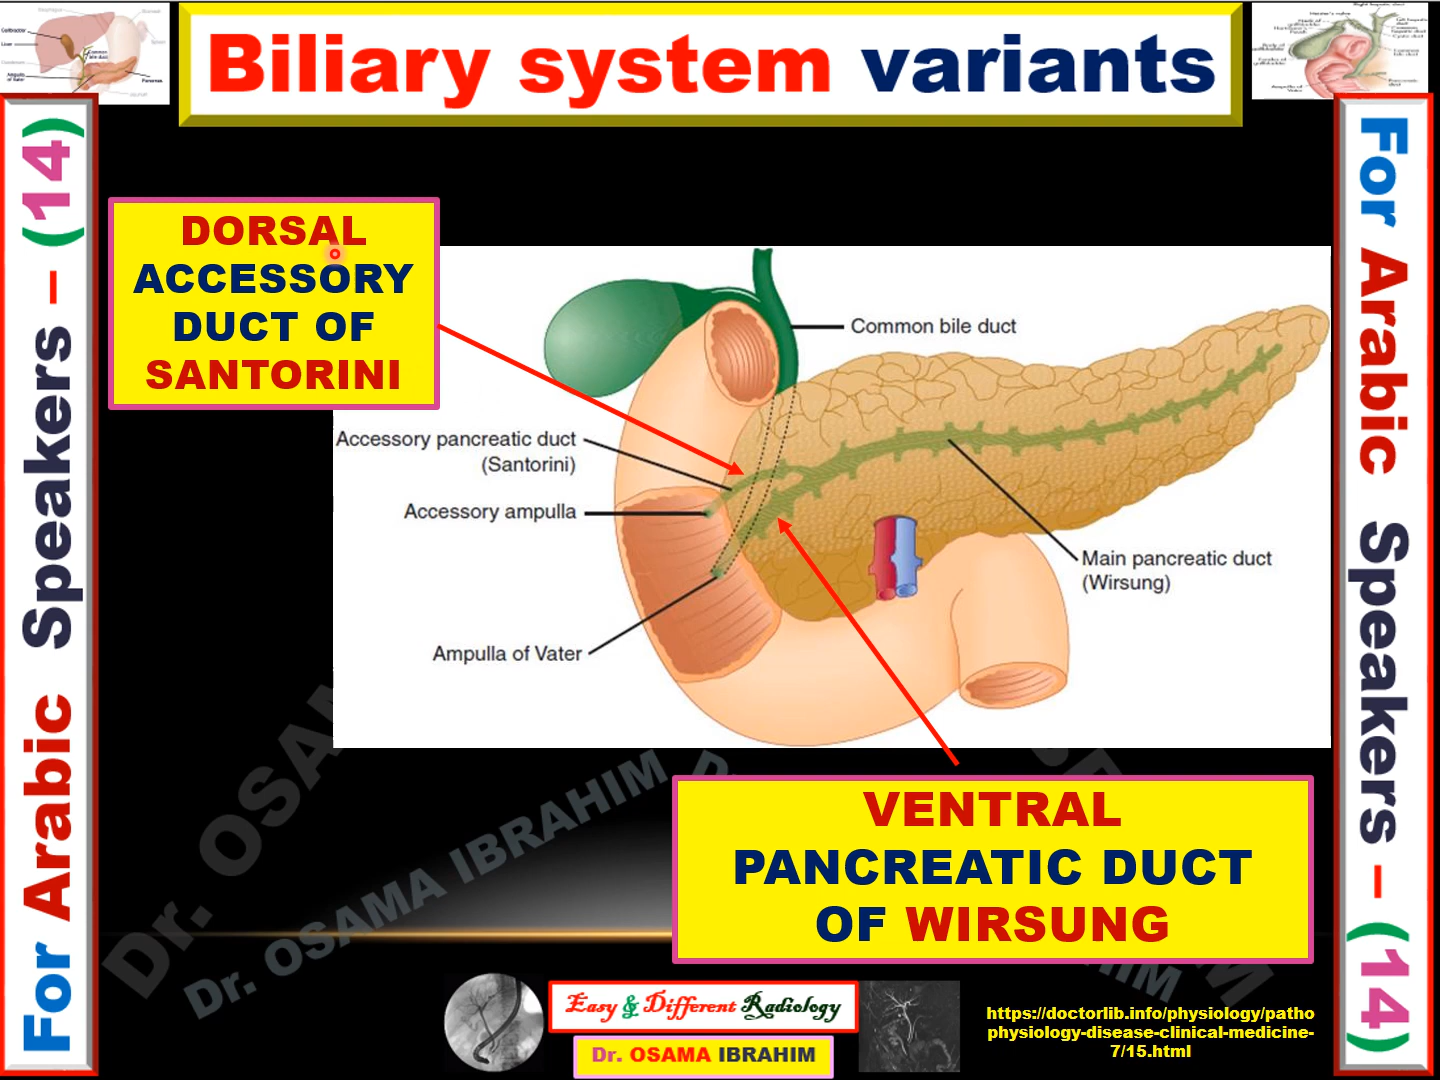 Biliary system variants
For Arabic Speakers – (14)
For Arabic Speakers – (14)
DORSAL
ACCESSORY
DUCT OF
SANTORINI
Common bile duct
Accessory pancreatic duct
(Santorini)
Accessory ampulla
Main pancreatic duct
(Wirsung)
Ampulla of Vater
VENTRAL
PANCREATIC DUCT
OF WIRSUNG
Dr. OSAMA IBRAHIM
Easy & Different Radiology
Dr. OSAMA IBRAHIM
https://doctorlib.info/physiology/patho
physiology-disease-clinical-medicine-
7/15.html